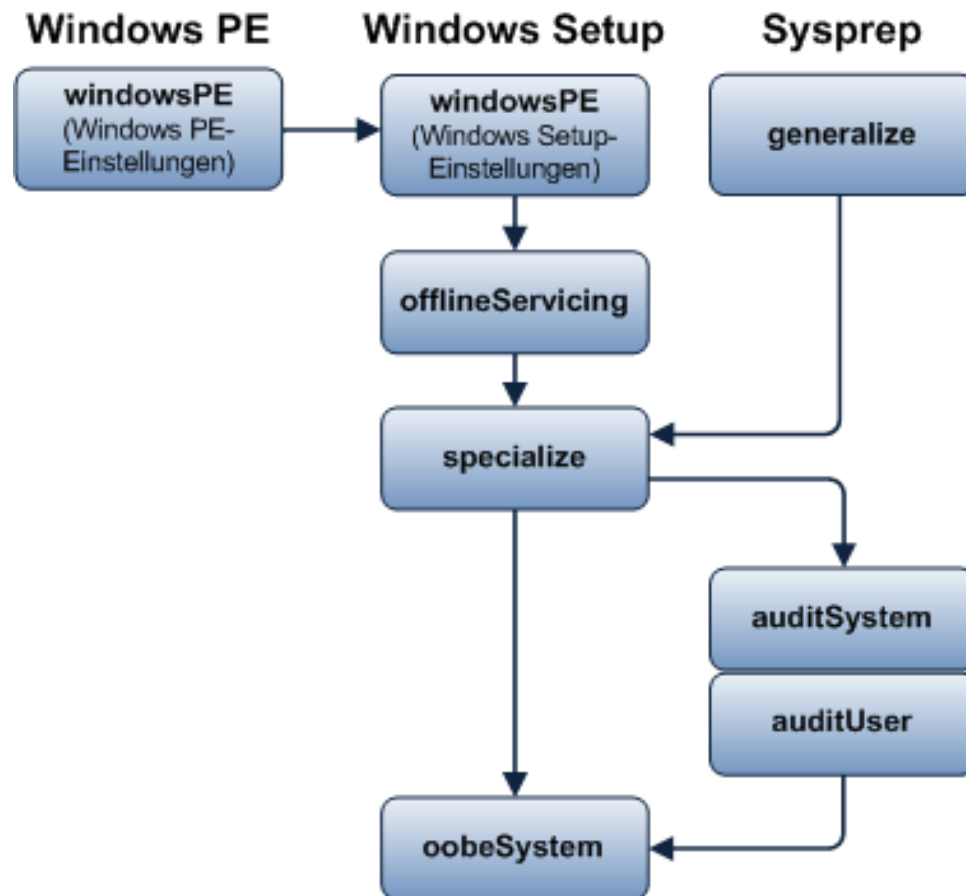 Windows PE
Windows Setup
Sysprep
windowsPE
(Windows PE-
Einstellungen)
windowsPE
(Windows Setup-
Einstellungen)
generalize
offlineServicing
specialize
auditSystem
auditUser
oobeSystem